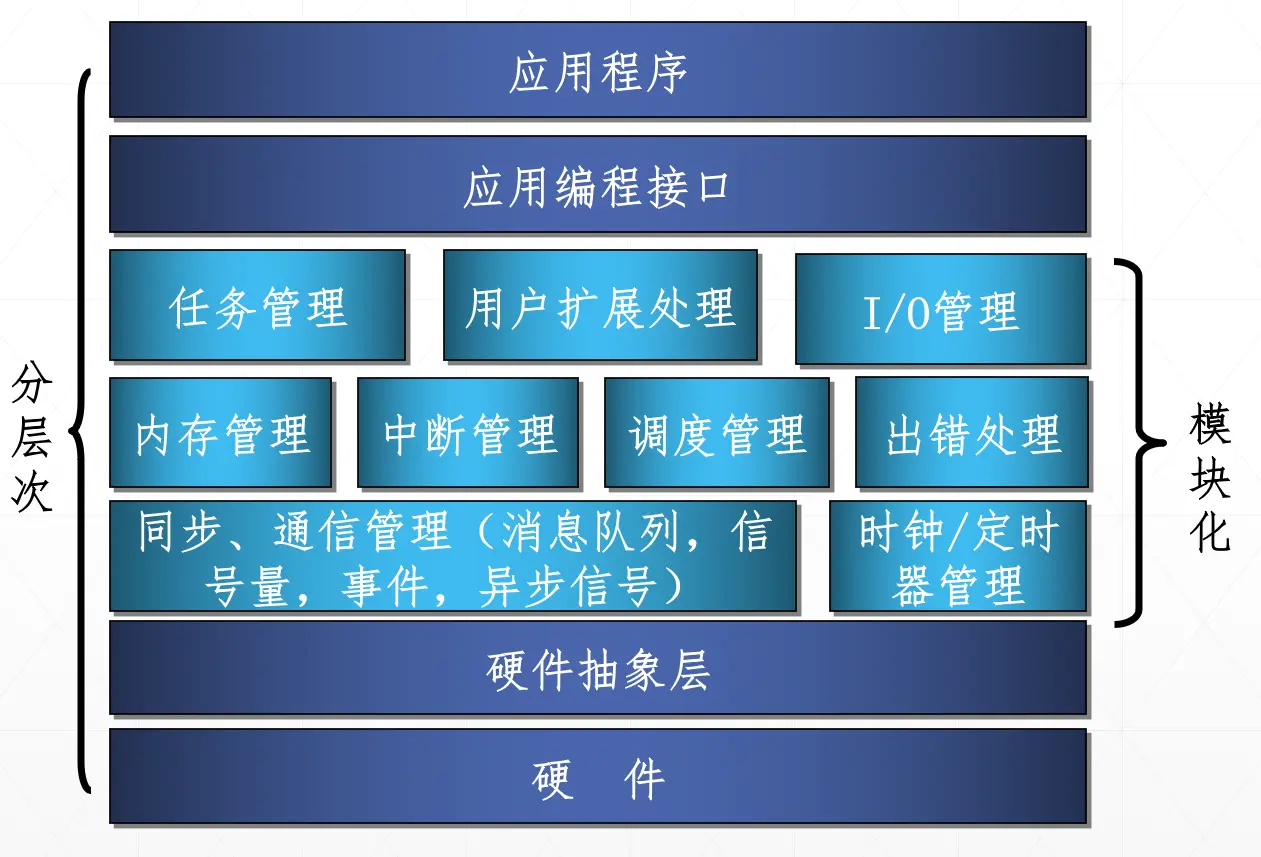 应用程序
应用编程接口
任务管理
用户扩展处理
I/O管理
内存管理
中断管理
调度管理
出错处理
同步、通信管理（消息队列，信
号量，事件，异步信号）
时钟/定时
器管理
硬件抽象层
硬 件
分
层
次
模
块
化